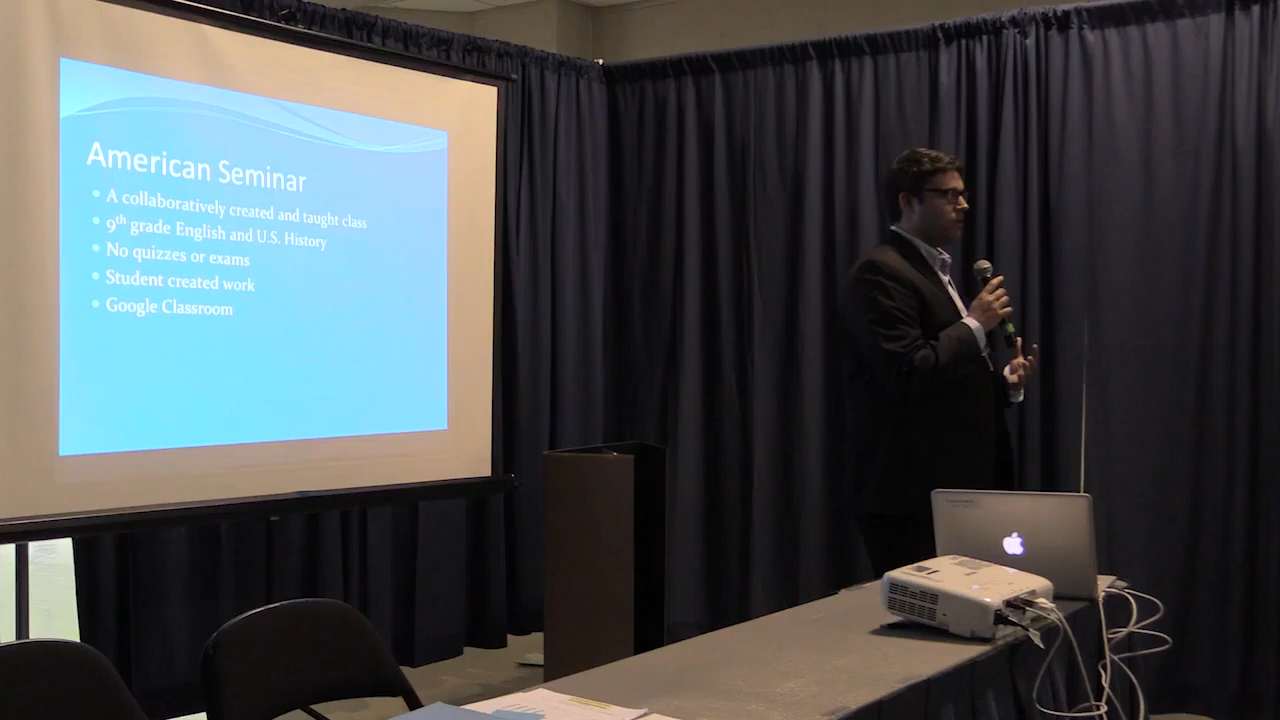 American Seminar
A collaboratively created and taught class
9th grade English and U.S. History
No quizzes or exams
Student created work
Google Classroom